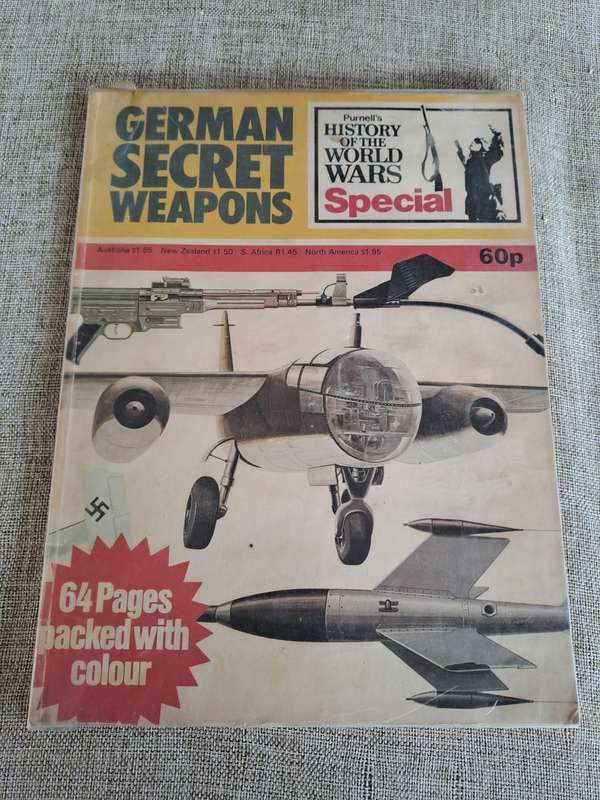 GERMAN
SECRET
WEAPONS
Purnell's
HISTORY
OF THE
WORLD
WARS
Special
Australia $1.65 New Zealand $1.50 S. Africa R1.45 North America $1.95
60p
64 Pages
packed with
colour